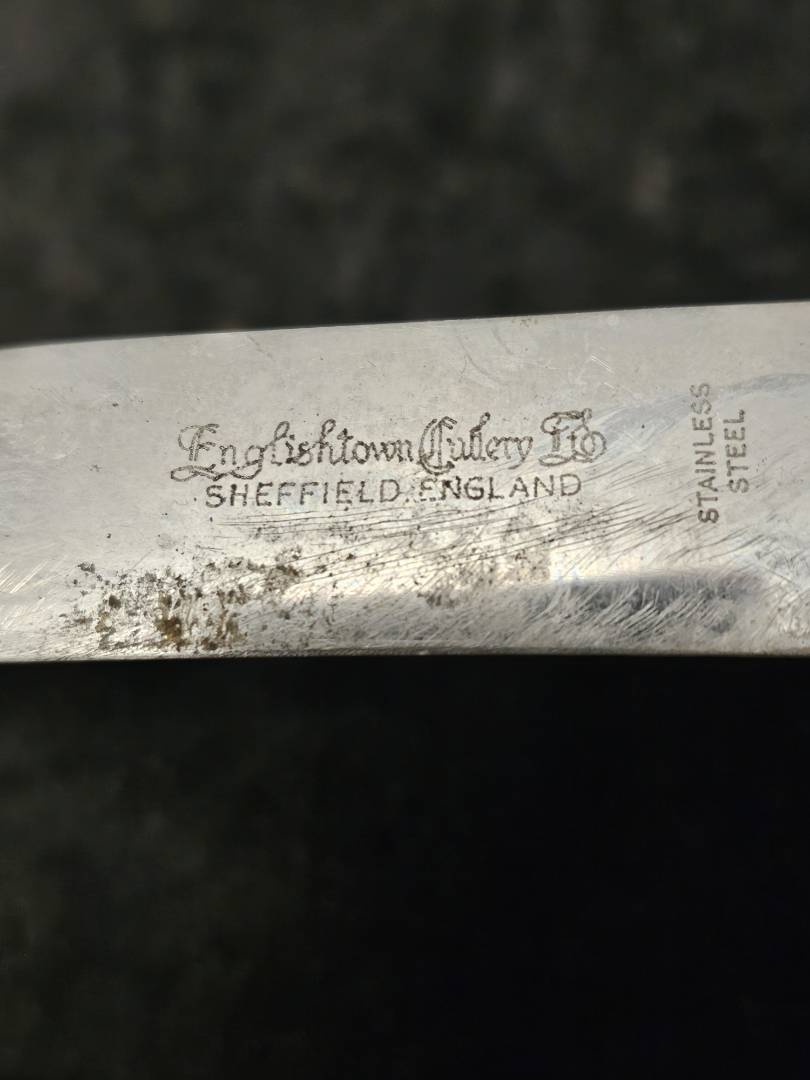 Englishtown Cutlery Ltd
SHEFFIELD. ENGLAND
STAINLESS
STEEL